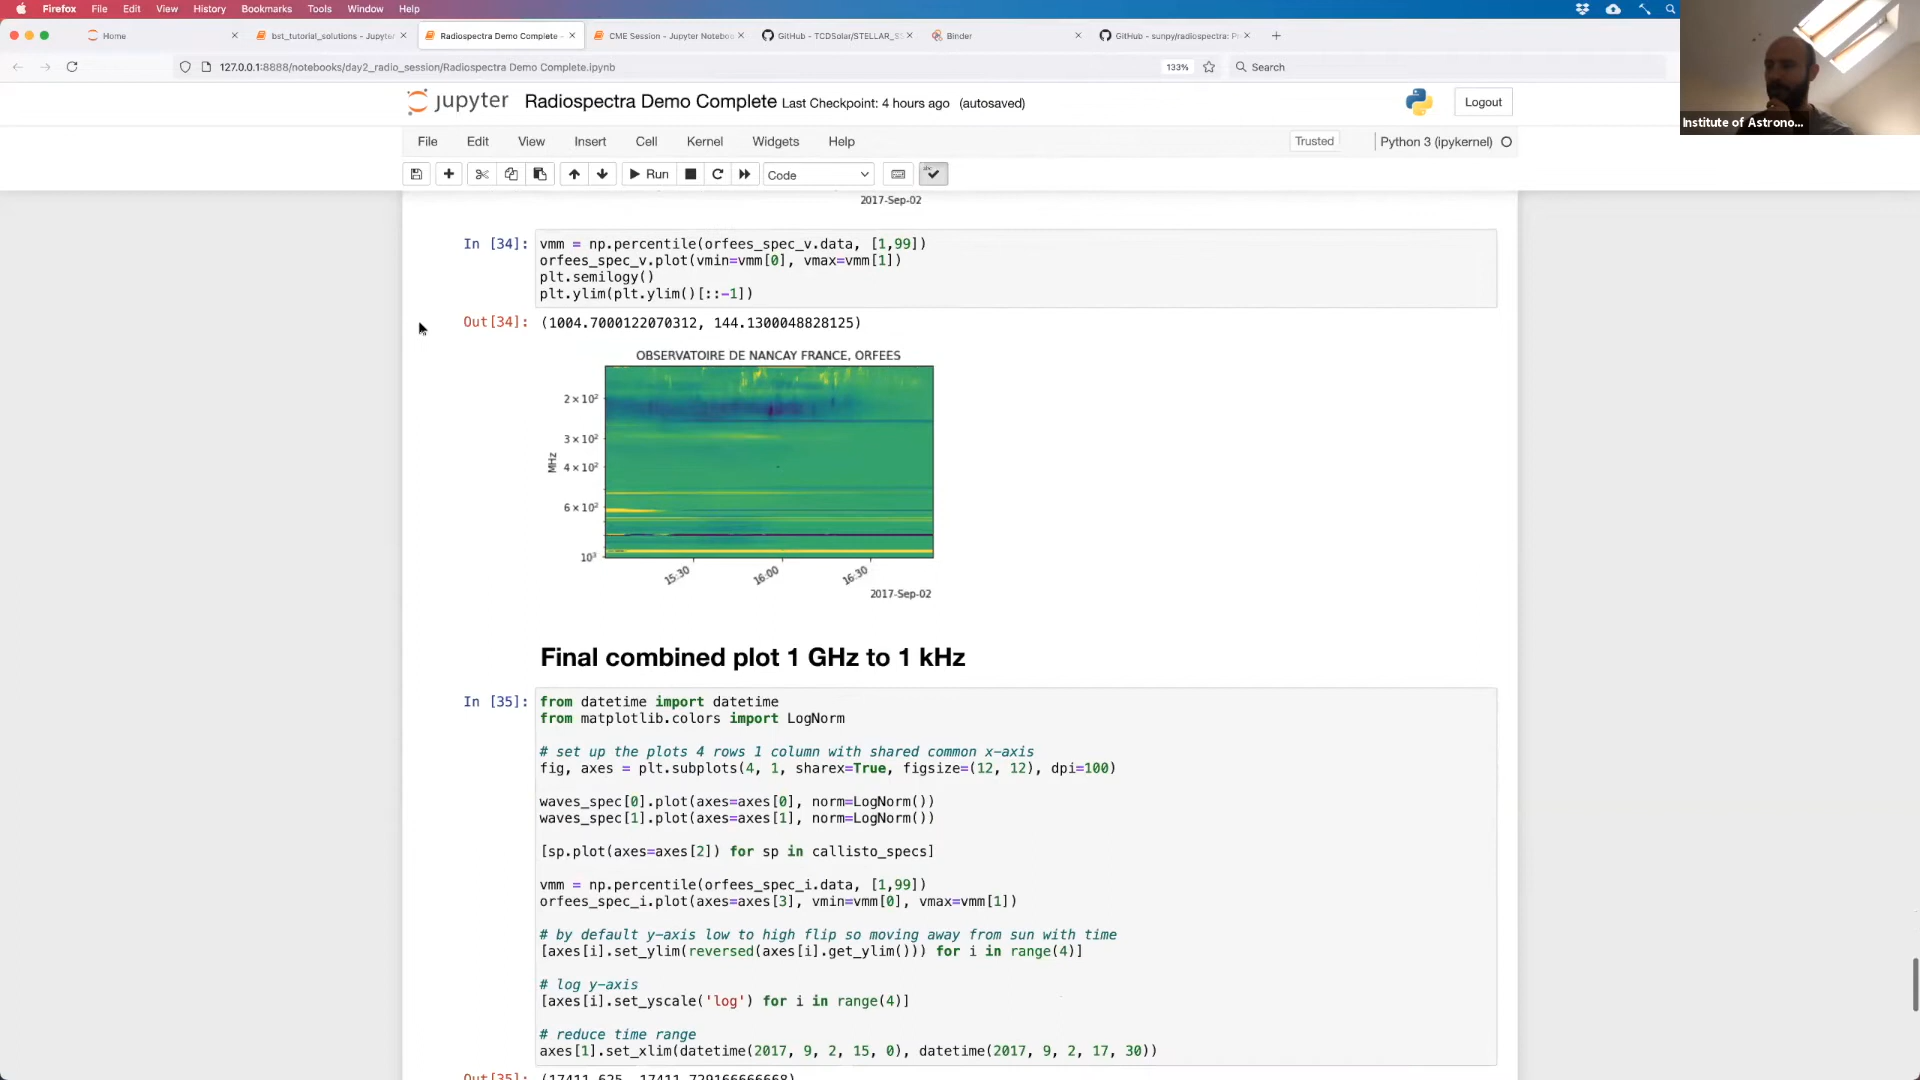 Firefox File Edit View History Bookmarks Tools Window Help
Home bst_tutorial_solutions - Jupyter Radiospectra Demo Complete - CME Session - Jupyter Noteboo GitHub - TCDSolar/STELLAR_S Binder GitHub - sunpy/radiospectra: P
127.0.0.1:8888/notebooks/day2_radio_session/Radiospectra Demo Complete.ipynb 133% Search
jupyter Radiospectra Demo Complete Last Checkpoint: 4 hours ago (autosaved) Logout
Institute of Astrono...
File Edit View Insert Cell Kernel Widgets Help Trusted Python 3 (ipykernel)
Run Code
2017-Sep-02
In [34]: vmm = np.percentile(orfees_spec_v.data, [1,99])
orfees_spec_v.plot(vmin=vmm[0], vmax=vmm[1])
plt.semilogy()
plt.ylim(plt.ylim()[::-1])
Out[34]: (1004.7000122070312, 144.1300048828125)
OBSERVATOIRE DE NANCAY FRANCE, ORFEES
2 × 10²
3 × 10²
MHz
4 × 10²
6 × 10²
10³
15:30 16:00 16:30
2017-Sep-02
Final combined plot 1 GHz to 1 kHz
In [35]: from datetime import datetime
from matplotlib.colors import LogNorm
# set up the plots 4 rows 1 column with shared common x-axis
fig, axes = plt.subplots(4, 1, sharex=True, figsize=(12, 12), dpi=100)
waves_spec[0].plot(axes=axes[0], norm=LogNorm())
waves_spec[1].plot(axes=axes[1], norm=LogNorm())
[sp.plot(axes=axes[2]) for sp in callisto_specs]
vmm = np.percentile(orfees_spec_i.data, [1,99])
orfees_spec_i.plot(axes=axes[3], vmin=vmm[0], vmax=vmm[1])
# by default y-axis low to high flip so moving away from sun with time
[axes[i].set_ylim(reversed(axes[i].get_ylim())) for i in range(4)]
# log y-axis
[axes[i].set_yscale('log') for i in range(4)]
# reduce time range
axes[1].set_xlim(datetime(2017, 9, 2, 15, 0), datetime(2017, 9, 2, 17, 30))
Out[35]: (17411.625, 17411.729166666668)